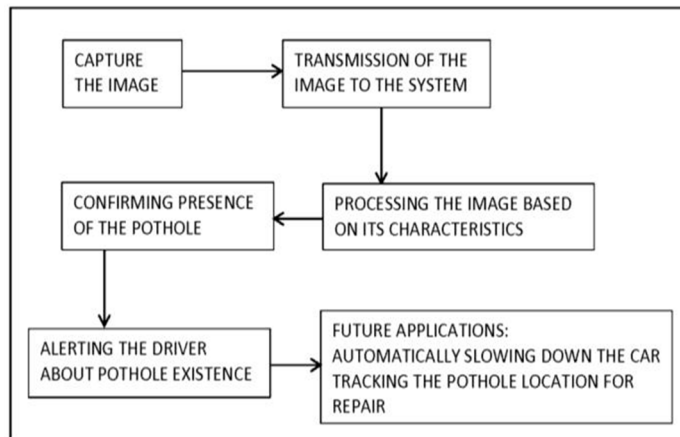 CAPTURE
THE IMAGE
TRANSMISSION OF THE
IMAGE TO THE SYSTEM
PROCESSING THE IMAGE BASED
ON ITS CHARACTERISTICS
CONFIRMING PRESENCE
OF THE POTHOLE
ALERTING THE DRIVER
ABOUT POTHOLE EXISTENCE
FUTURE APPLICATIONS:
AUTOMATICALLY SLOWING DOWN THE CAR
TRACKING THE POTHOLE LOCATION FOR
REPAIR